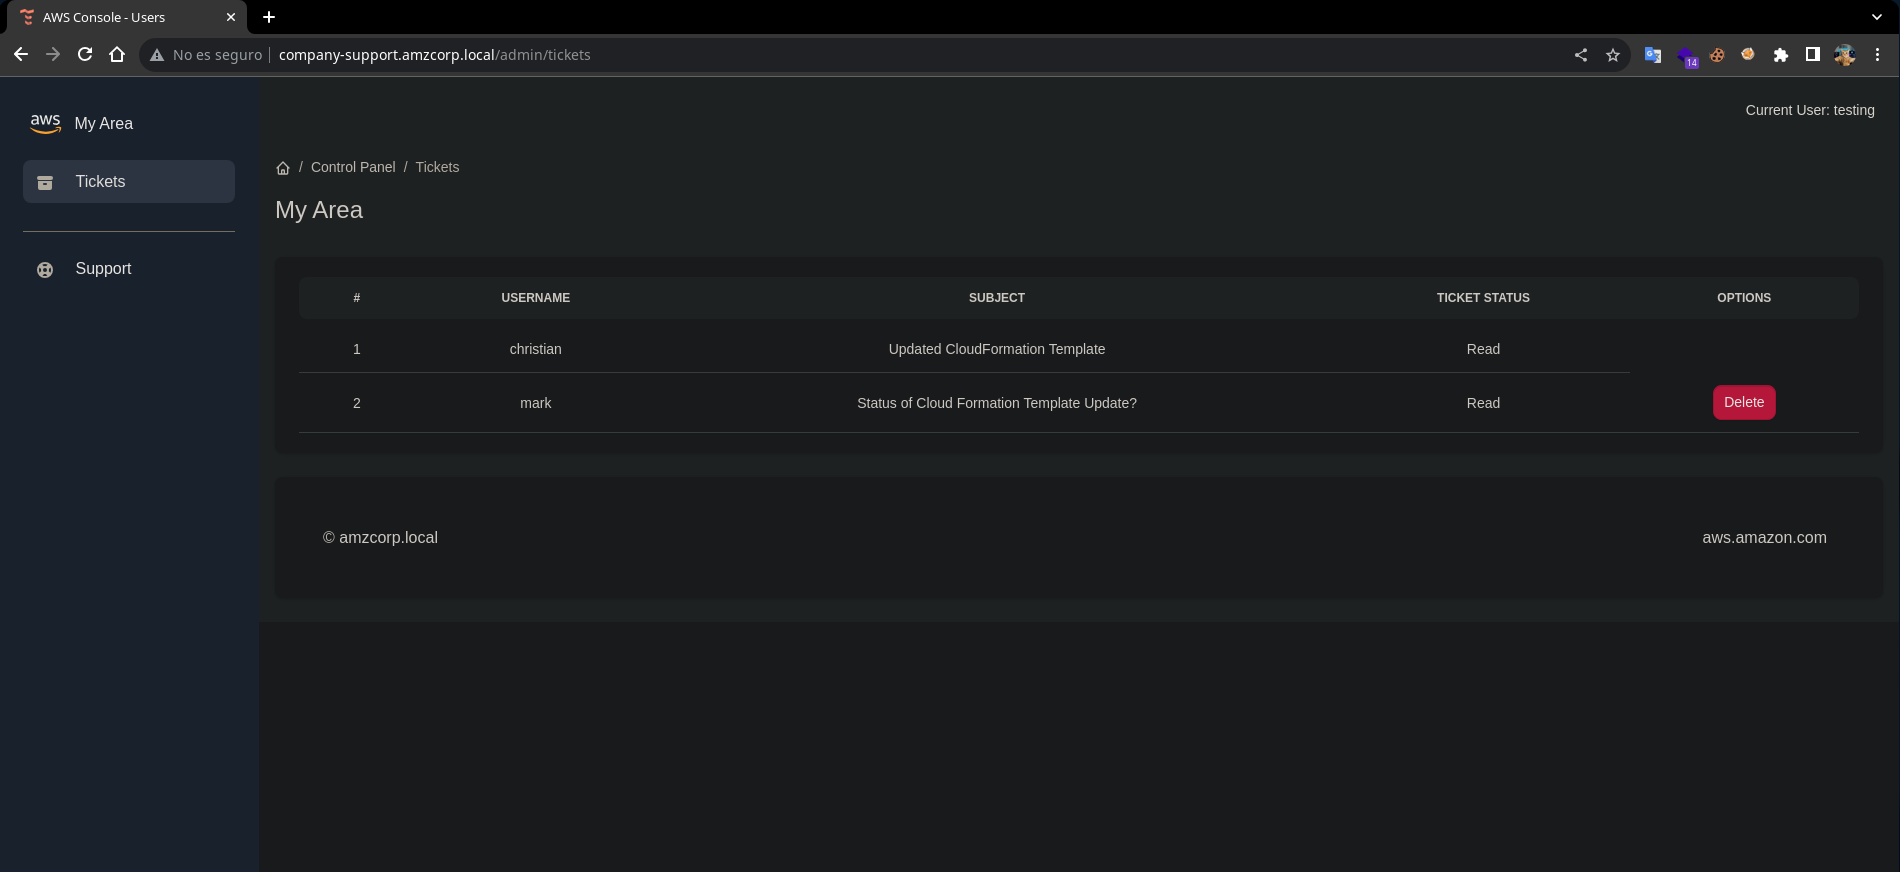 AWS Console - Users
No es seguro company-support.amzcorp.local/admin/tickets
14
aws My Area
Current User: testing
Tickets
/ Control Panel / Tickets
My Area
Support
# USERNAME SUBJECT TICKET STATUS OPTIONS
1 christian Updated CloudFormation Template Read
2 mark Status of Cloud Formation Template Update? Read Delete
© amzcorp.local aws.amazon.com